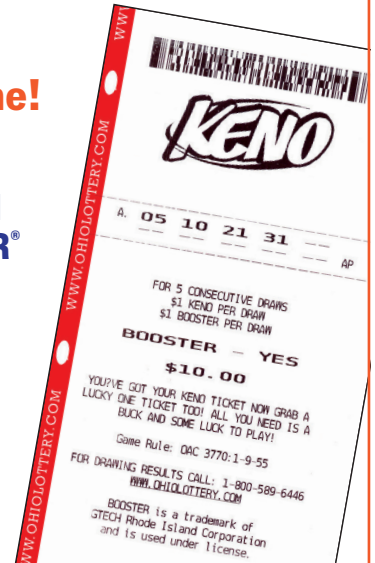 ne!
R®
WWW.OHIOLOTTERY.COM
WWW.OHIOLOTTERY.COM
KENO
A. 05 10 21 31 -- AP
FOR 5 CONSECUTIVE DRAWS
$1 KENO PER DRAW
$1 BOOSTER PER DRAW
BOOSTER - YES
$10.00
YOU?VE GOT YOUR KENO TICKET NOW GRAB A
LUCKY ONE TICKET TOO! ALL YOU NEED IS A
BUCK AND SOME LUCK TO PLAY!
Game Rule: OAC 3770:1-9-55
FOR DRAWING RESULTS CALL: 1-800-589-6446
WWW.OHIOLOTTERY.COM
BOOSTER is a trademark of
GTECH Rhode Island Corporation
and is used under license.